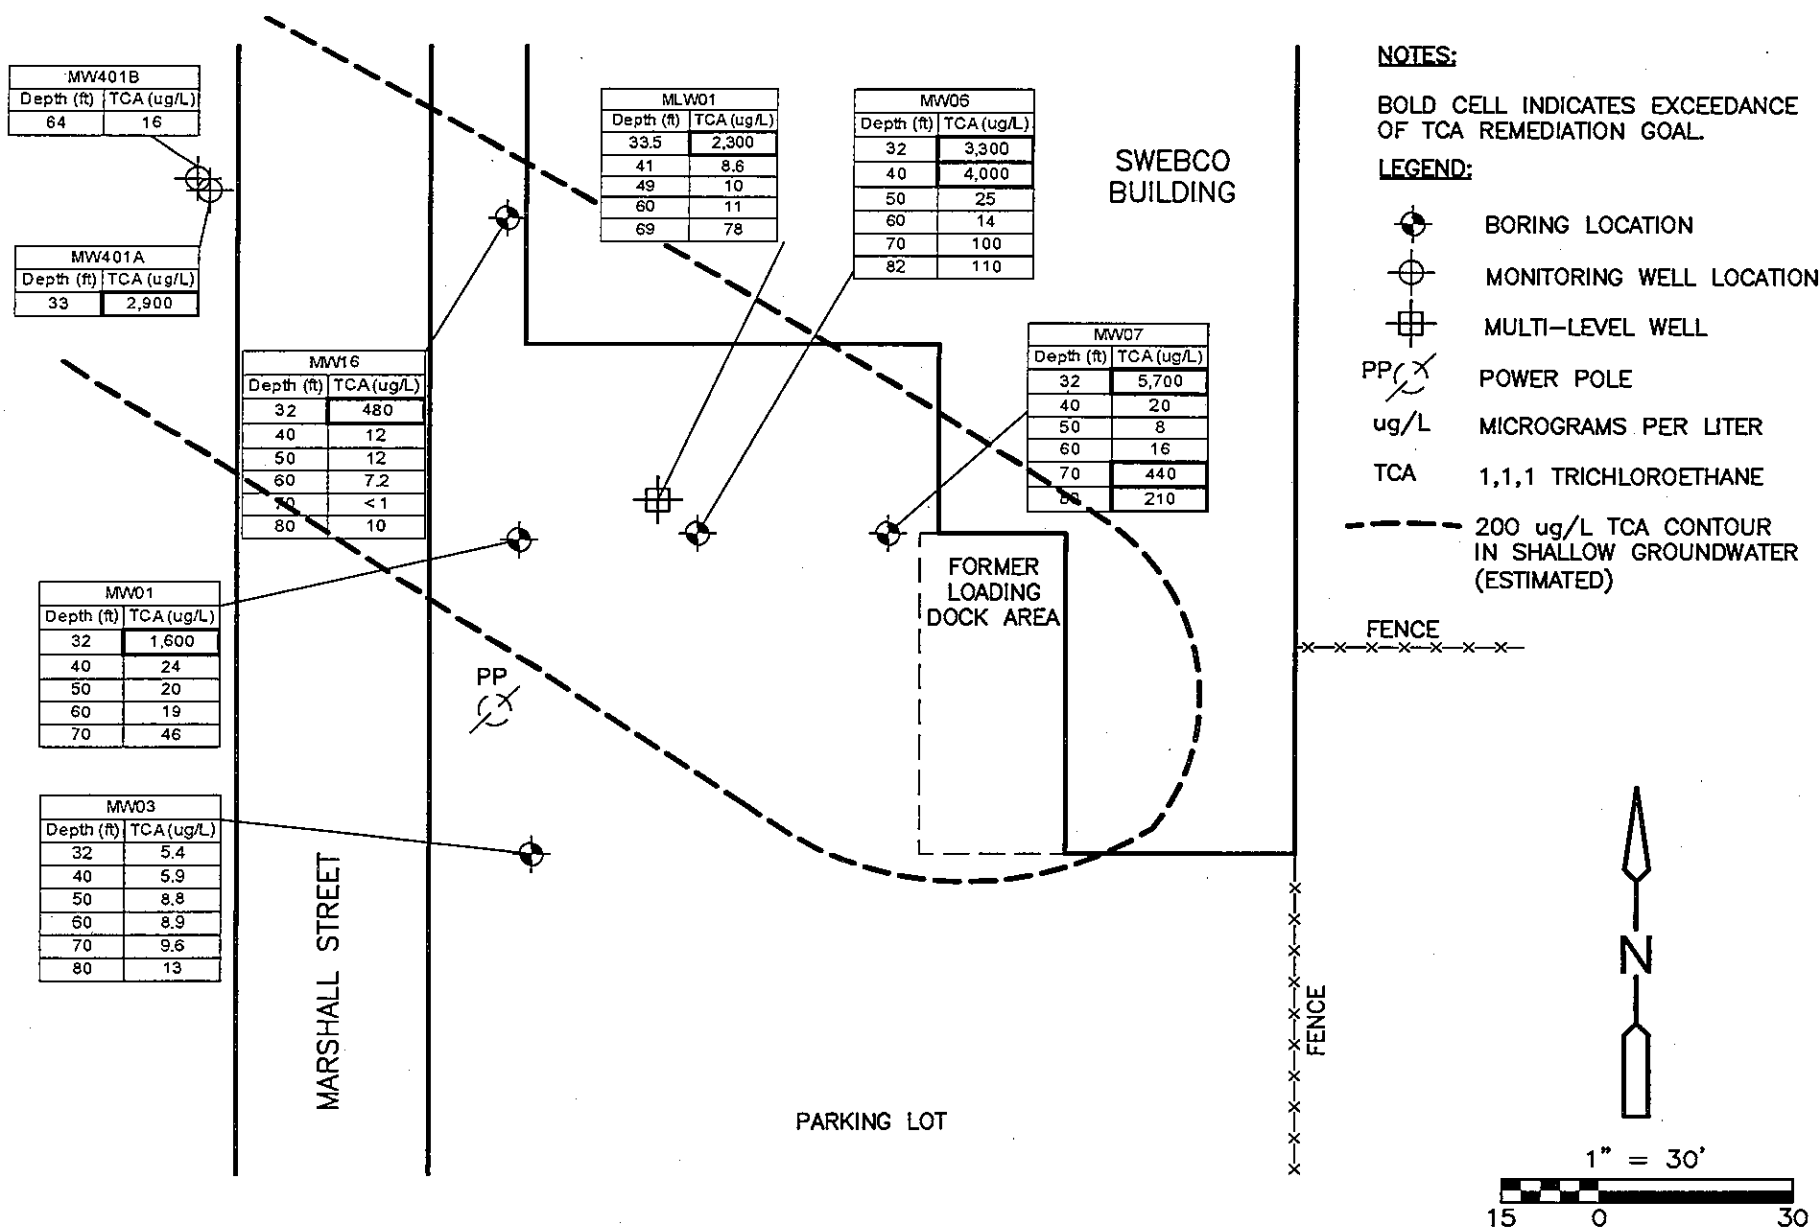 MW401B
Depth (ft) TCA (ug/L)
64 16
MW401A
Depth (ft) TCA (ug/L)
33 2,900
MLW01
Depth (ft) TCA (ug/L)
33.5 2,300
41 8.6
49 10
60 11
69 78
MW06
Depth (ft) TCA (ug/L)
32 3,300
40 4,000
50 25
60 14
70 100
82 110
SWEBCO
BUILDING
MW16
Depth (ft) TCA (ug/L)
32 480
40 12
50 12
60 7.2
70 <1
80 10
MW07
Depth (ft) TCA (ug/L)
32 5,700
40 20
50 8
60 16
70 440
210
MW01
Depth (ft) TCA (ug/L)
32 1,600
40 24
50 20
60 19
70 46
MW03
Depth (ft) TCA (ug/L)
32 5.4
40 5.9
50 8.8
60 8.9
70 9.6
80 13
PP
FORMER
LOADING
DOCK AREA
MARSHALL STREET
PARKING LOT
FENCE
FENCE
NOTES:
BOLD CELL INDICATES EXCEEDANCE
OF TCA REMEDIATION GOAL.
LEGEND:
BORING LOCATION
MONITORING WELL LOCATION
MULTI-LEVEL WELL
PP POWER POLE
ug/L MICROGRAMS PER LITER
TCA 1,1,1 TRICHLOROETHANE
200 ug/L TCA CONTOUR
IN SHALLOW GROUNDWATER
(ESTIMATED)
N
1" = 30'
15 0 30